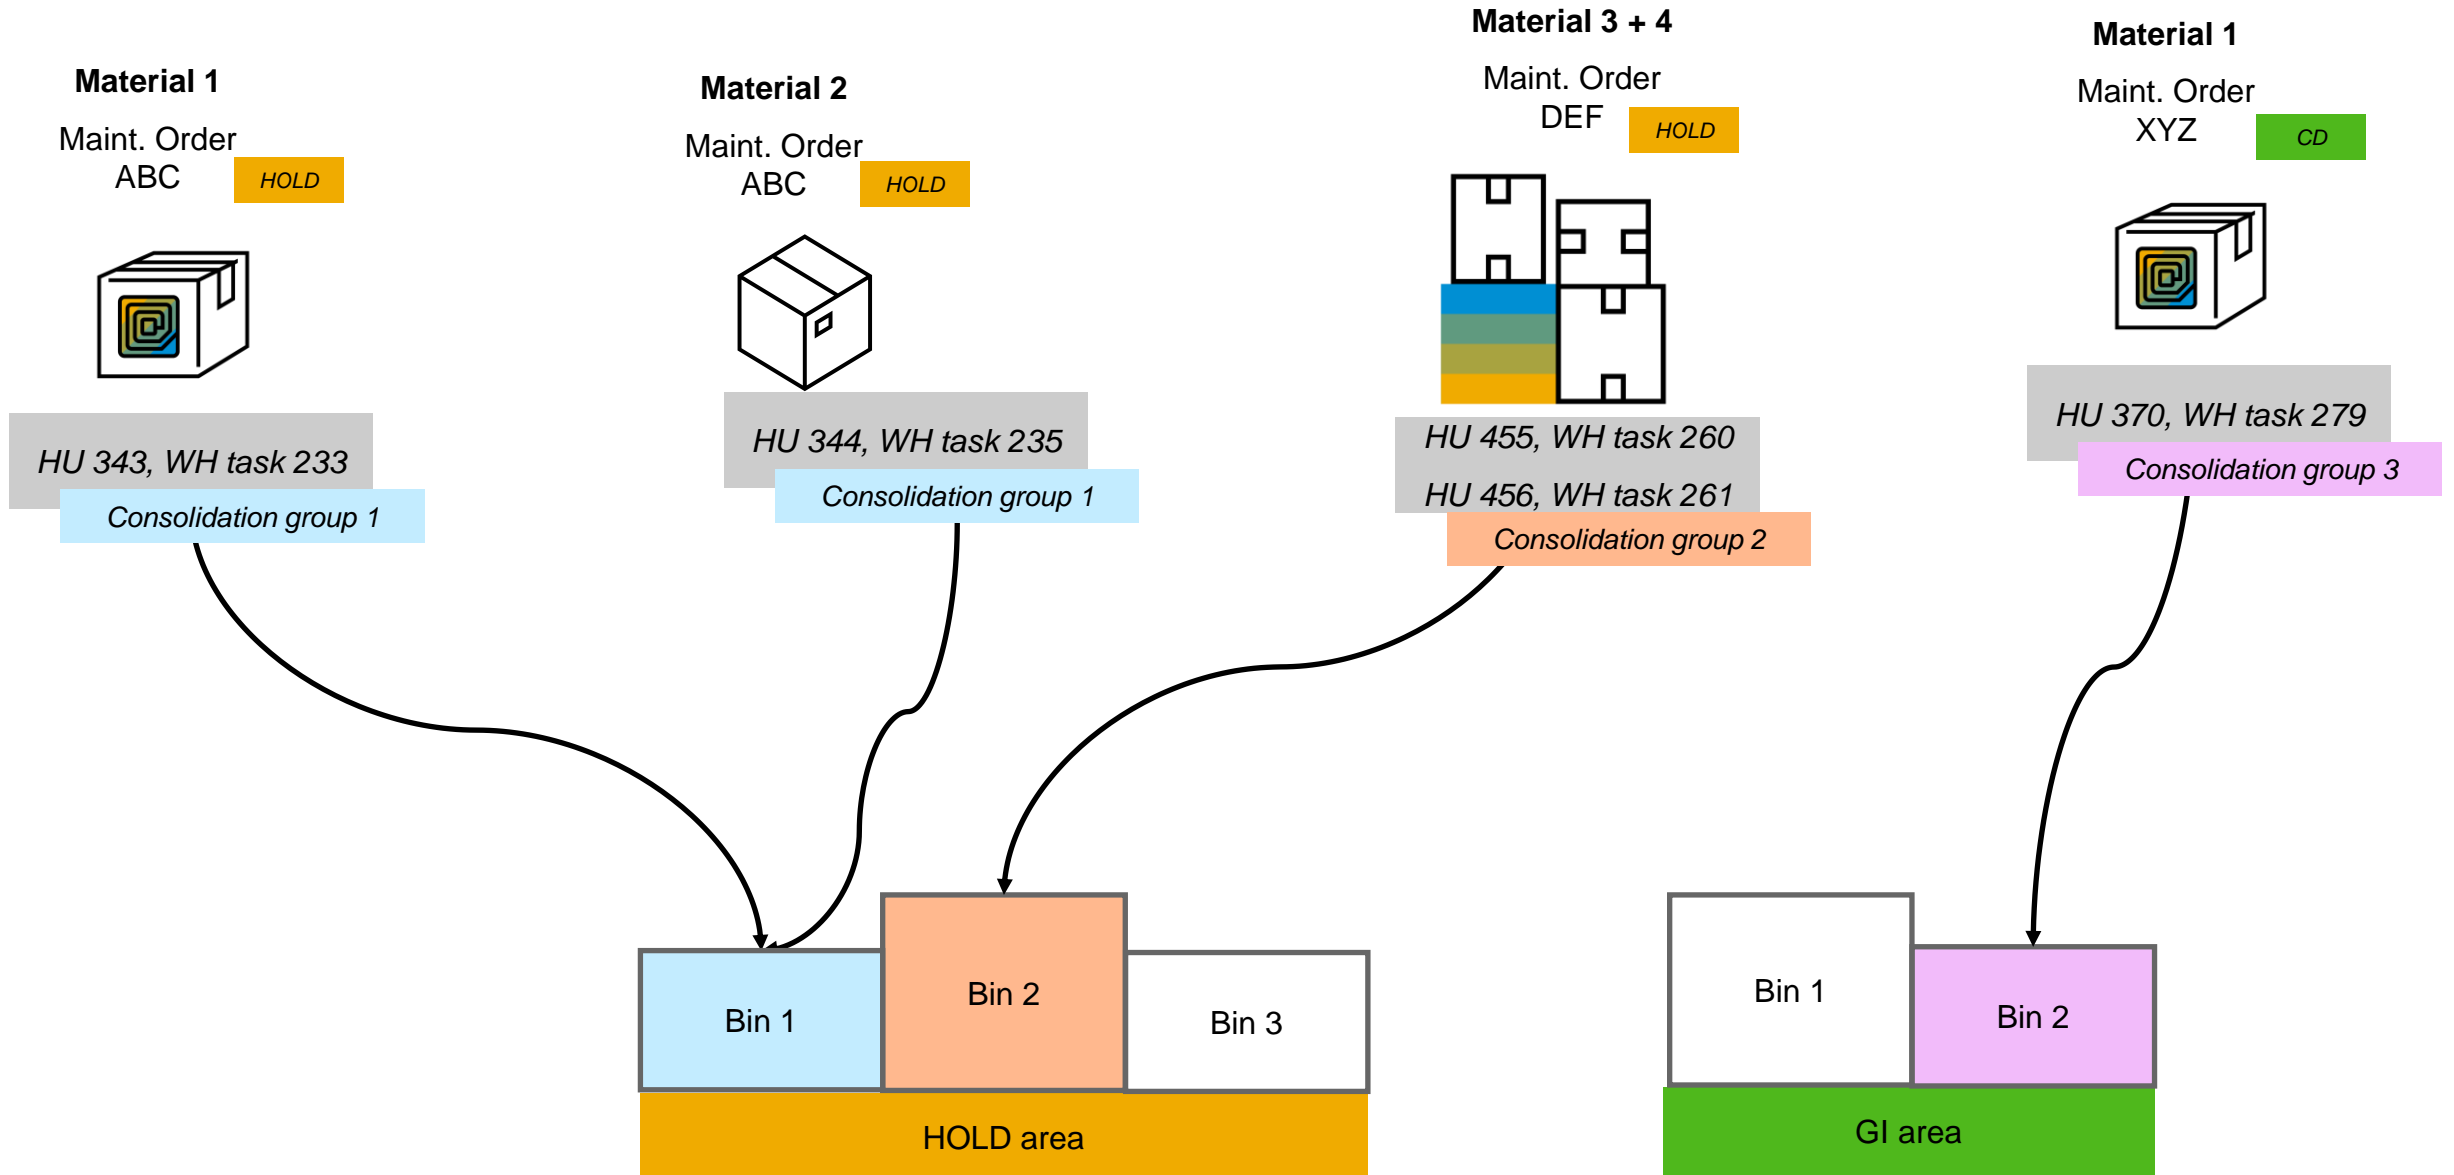 Material 1
Maint. Order
ABC
HOLD
HU 343, WH task 233
Consolidation group 1
Material 2
Maint. Order
ABC
HOLD
HU 344, WH task 235
Consolidation group 1
Material 3 + 4
Maint. Order
DEF
HOLD
HU 455, WH task 260
HU 456, WH task 261
Consolidation group 2
Material 1
Maint. Order
XYZ
CD
HU 370, WH task 279
Consolidation group 3
Bin 1
Bin 2
Bin 3
HOLD area
Bin 1
Bin 2
GI area